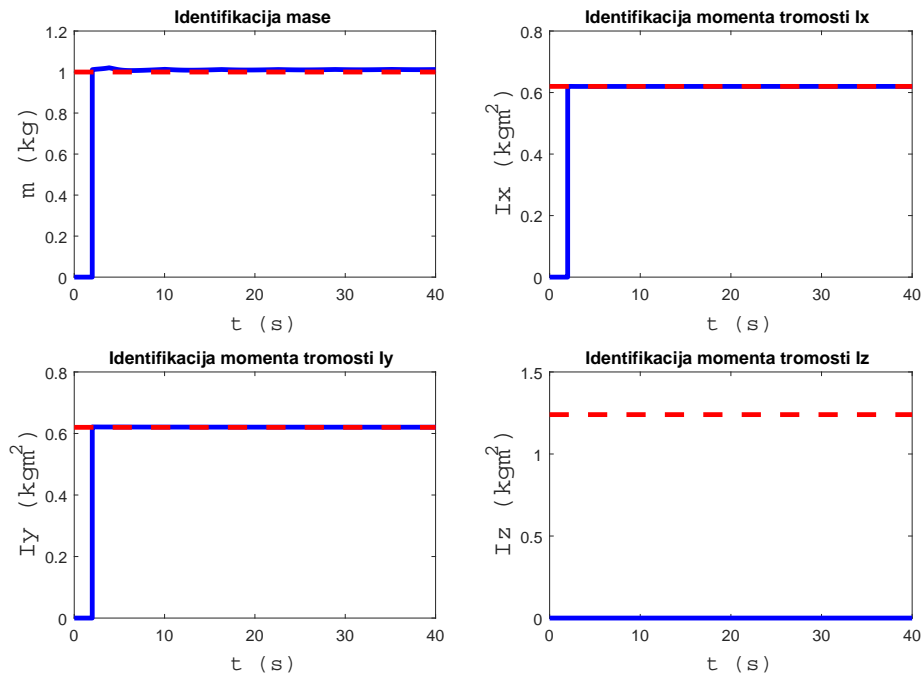 Identifikacija mase
1.2
1
0.8
0.6
0.4
0.2
0
m (kg)
0 10 20 30 40
t (s)
Identifikacija momenta tromosti Ix
0.8
0.6
0.4
0.2
0
Ix (kgm²)
0 10 20 30 40
t (s)
Identifikacija momenta tromosti Iy
0.8
0.6
0.4
0.2
0
Iy (kgm²)
0 10 20 30 40
t (s)
Identifikacija momenta tromosti Iz
1.5
1
0.5
0
Iz (kgm²)
0 10 20 30 40
t (s)